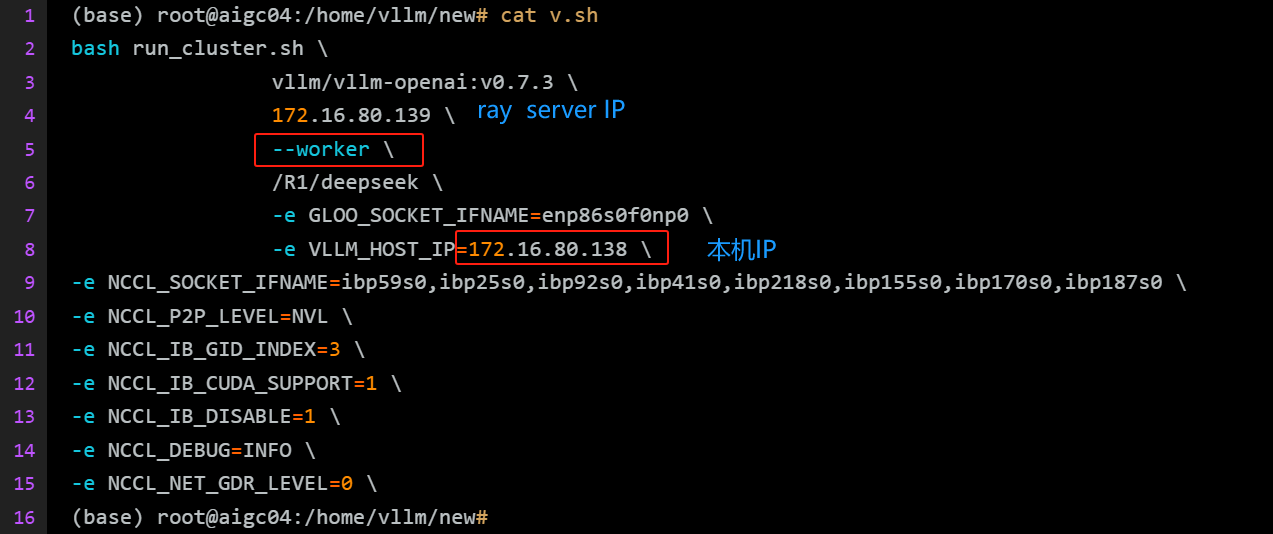 1 (base) root@aigc04:/home/vllm/new# cat v.sh
2 bash run_cluster.sh \
3 vllm/vllm-openai:v0.7.3 \
4 172.16.80.139 \ ray server IP
5 --worker \
6 /R1/deepseek \
7 -e GLOO_SOCKET_IFNAME=enp86s0f0np0 \
8 -e VLLM_HOST_IP=172.16.80.138 \ 本机IP
9 -e NCCL_SOCKET_IFNAME=ibp59s0,ibp25s0,ibp92s0,ibp41s0,ibp218s0,ibp155s0,ibp170s0,ibp187s0 \
10 -e NCCL_P2P_LEVEL=NVL \
11 -e NCCL_IB_GID_INDEX=3 \
12 -e NCCL_IB_CUDA_SUPPORT=1 \
13 -e NCCL_IB_DISABLE=1 \
14 -e NCCL_DEBUG=INFO \
15 -e NCCL_NET_GDR_LEVEL=0 \
16 (base) root@aigc04:/home/vllm/new#